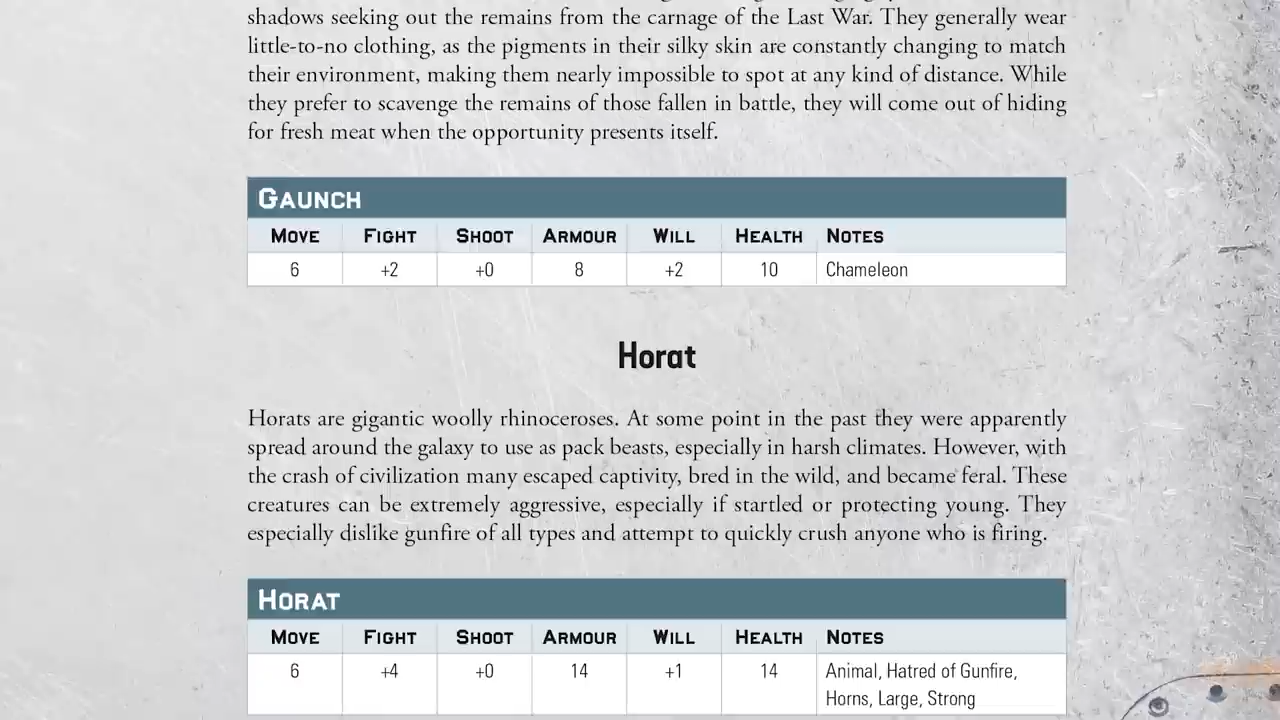 shadows seeking out the remains from the carnage of the Last War. They generally wear
little-to-no clothing, as the pigments in their silky skin are constantly changing to match
their environment, making them nearly impossible to spot at any kind of distance. While
they prefer to scavenge the remains of those fallen in battle, they will come out of hiding
for fresh meat when the opportunity presents itself.
GAUNCH
MOVE FIGHT SHOOT ARMOUR WILL HEALTH NOTES
6 +2 +0 8 +2 10 Chameleon
Horat
Horats are gigantic woolly rhinoceroses. At some point in the past they were apparently
spread around the galaxy to use as pack beasts, especially in harsh climates. However, with
the crash of civilization many escaped captivity, bred in the wild, and became feral. These
creatures can be extremely aggressive, especially if startled or protecting young. They
especially dislike gunfire of all types and attempt to quickly crush anyone who is firing.
HORAT
MOVE FIGHT SHOOT ARMOUR WILL HEALTH NOTES
6 +4 +0 14 +1 14 Animal, Hatred of Gunfire,
Horns, Large, Strong